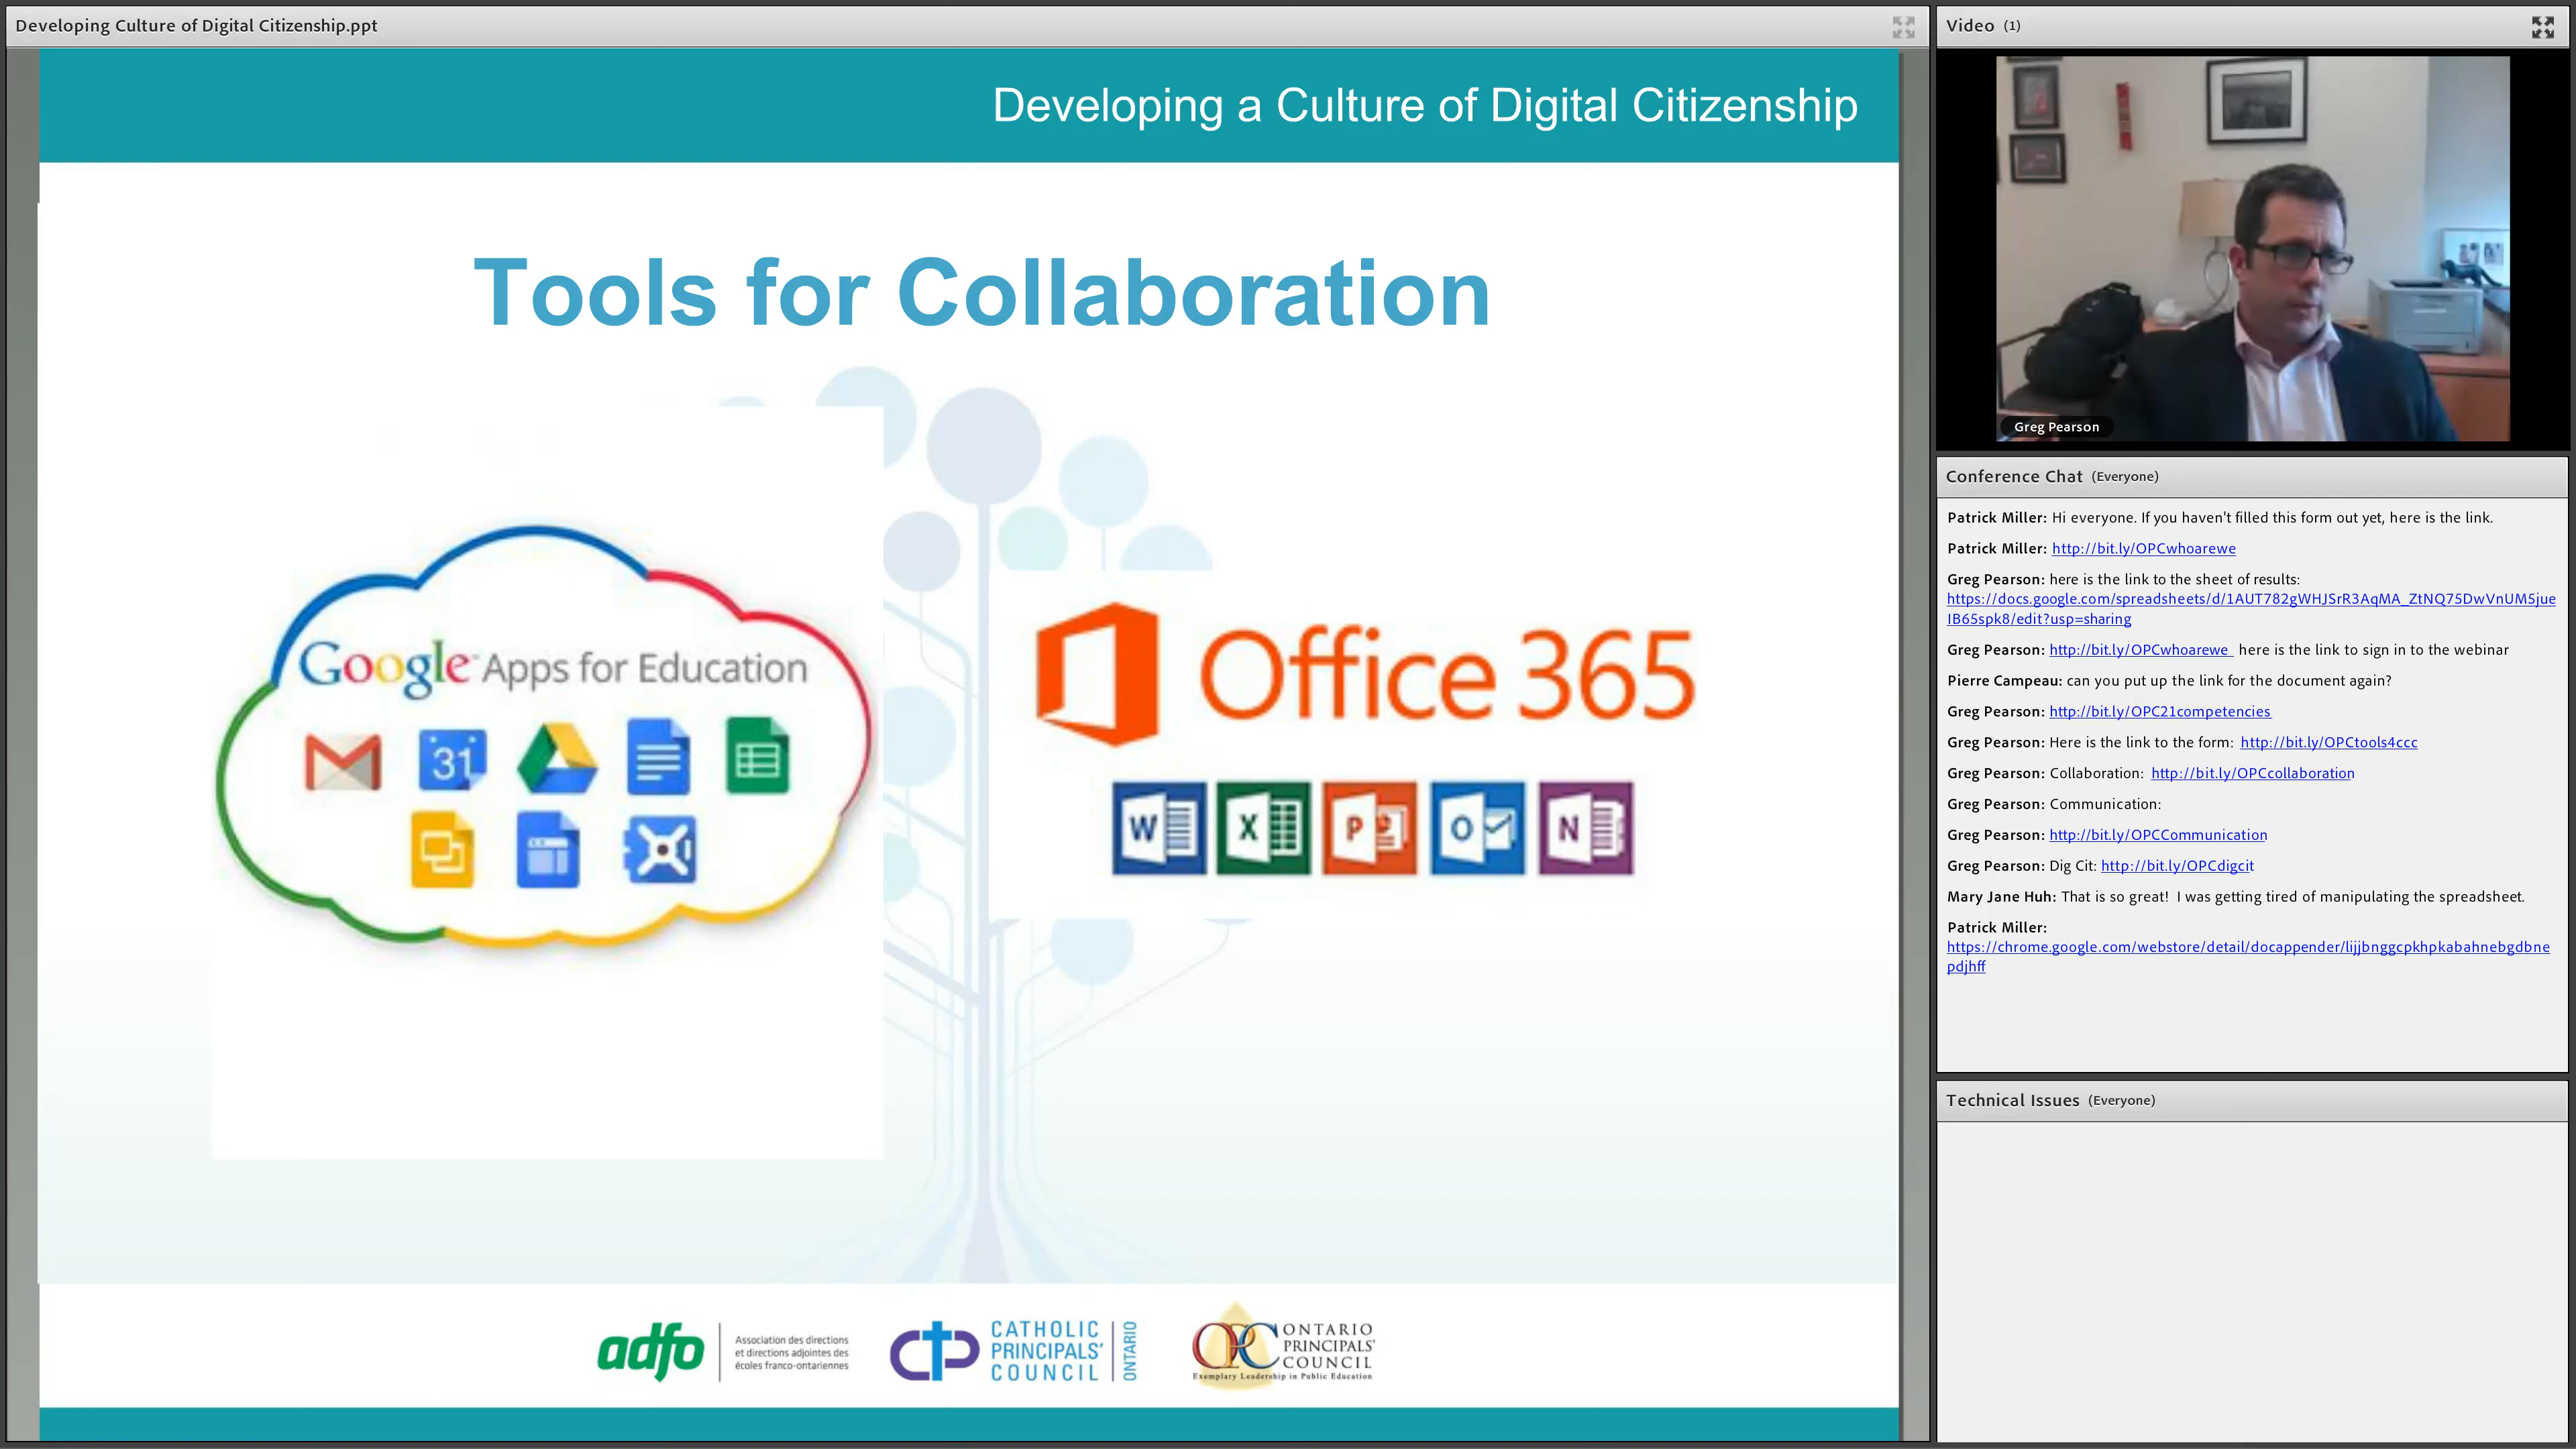 Developing Culture of Digital Citizenship.ppt
Developing a Culture of Digital Citizenship
Tools for Collaboration
Google™ Apps for Education
31
Office 365
W X P O N
adfo
Association des directions
et directions adjointes des
écoles franco-ontariennes
CATHOLIC
PRINCIPALS'
COUNCIL
ONTARIO
OPC
ONTARIO
PRINCIPALS'
COUNCIL
Exemplary Leadership in Public Education
Video (1)
Greg Pearson
Conference Chat (Everyone)
Patrick Miller: Hi everyone. If you haven't filled this form out yet, here is the link.
Patrick Miller: http://bit.ly/OPCwhoarewe
Greg Pearson: here is the link to the sheet of results:
https://docs.google.com/spreadsheets/d/1AUT782gWHJSrR3AqMA_ZtNQ75DwVnUM5jue
IB65spk8/edit?usp=sharing
Greg Pearson: http://bit.ly/OPCwhoarewe here is the link to sign in to the webinar
Pierre Campeau: can you put up the link for the document again?
Greg Pearson: http://bit.ly/OPC21competencies
Greg Pearson: Here is the link to the form: http://bit.ly/OPCtools4ccc
Greg Pearson: Collaboration: http://bit.ly/OPCcollaboration
Greg Pearson: Communication:
Greg Pearson: http://bit.ly/OPCCommunication
Greg Pearson: Dig Cit: http://bit.ly/OPCdigcit
Mary Jane Huh: That is so great! I was getting tired of manipulating the spreadsheet.
Patrick Miller:
https://chrome.google.com/webstore/detail/docappender/lijjbnggcpkhpkabahnebgdbne
pdjhff
Technical Issues (Everyone)